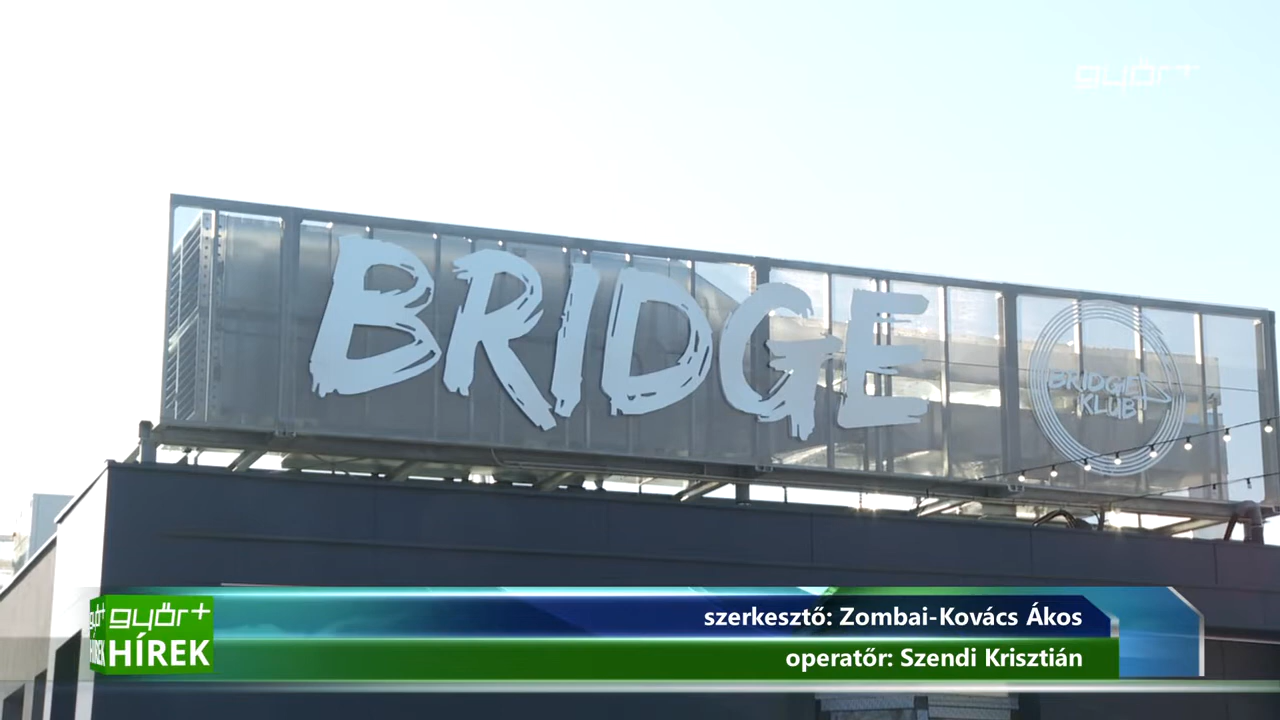 győr+
BRIDGE
BRIDGE
KLUB
szerkesztő: Zombai-Kovács Ákos
győr+
HÍREK
operatőr: Szendi Krisztián